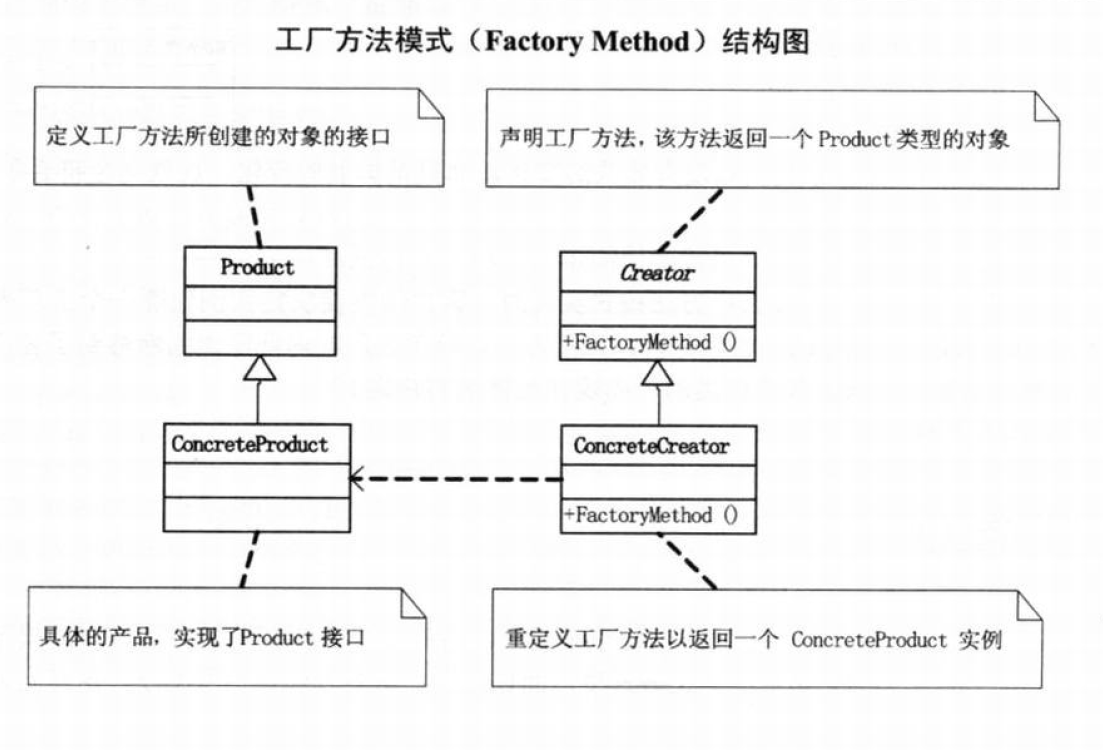 工厂方法模式（Factory Method）结构图
定义工厂方法所创建的对象的接口
声明工厂方法，该方法返回一个 Product 类型的对象
Product
Creator
+FactoryMethod ()
ConcreteProduct
ConcreteCreator
+FactoryMethod ()
具体的产品，实现了Product 接口
重定义工厂方法以返回一个 ConcreteProduct 实例